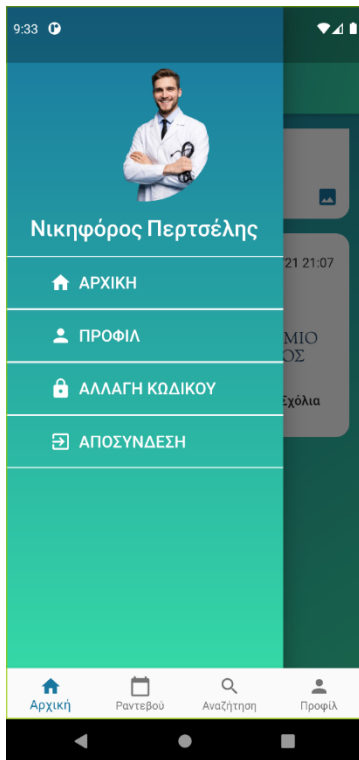 9:33
Νικηφόρος Περτσέλης
ΑΡΧΙΚΗ
ΠΡΟΦΙΛ
ΑΛΛΑΓΗ ΚΩΔΙΚΟΥ
ΑΠΟΣΥΝΔΕΣΗ
21 21:07
ΜΙΟ
ΟΣ
Σχόλια
Αρχική
Ραντεβού
Αναζήτηση
Προφίλ